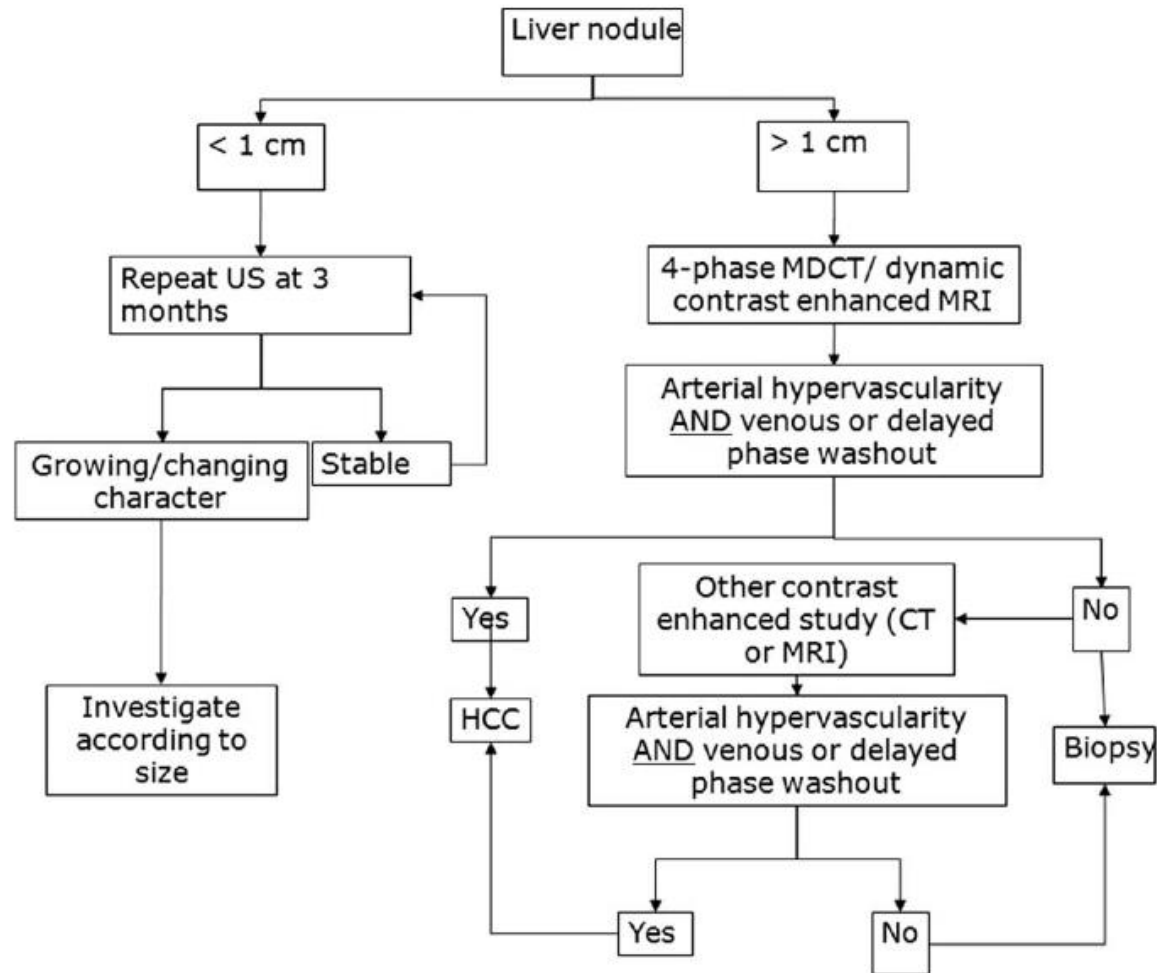 Liver nodule
< 1 cm
> 1 cm
Repeat US at 3
months
4-phase MDCT/ dynamic
contrast enhanced MRI
Arterial hypervascularity
AND venous or delayed
phase washout
Growing/changing
character
Stable
Other contrast
enhanced study (CT
or MRI)
Yes
No
Investigate
according to
size
HCC
Arterial hypervascularity
AND venous or delayed
phase washout
Biopsy
Yes
No